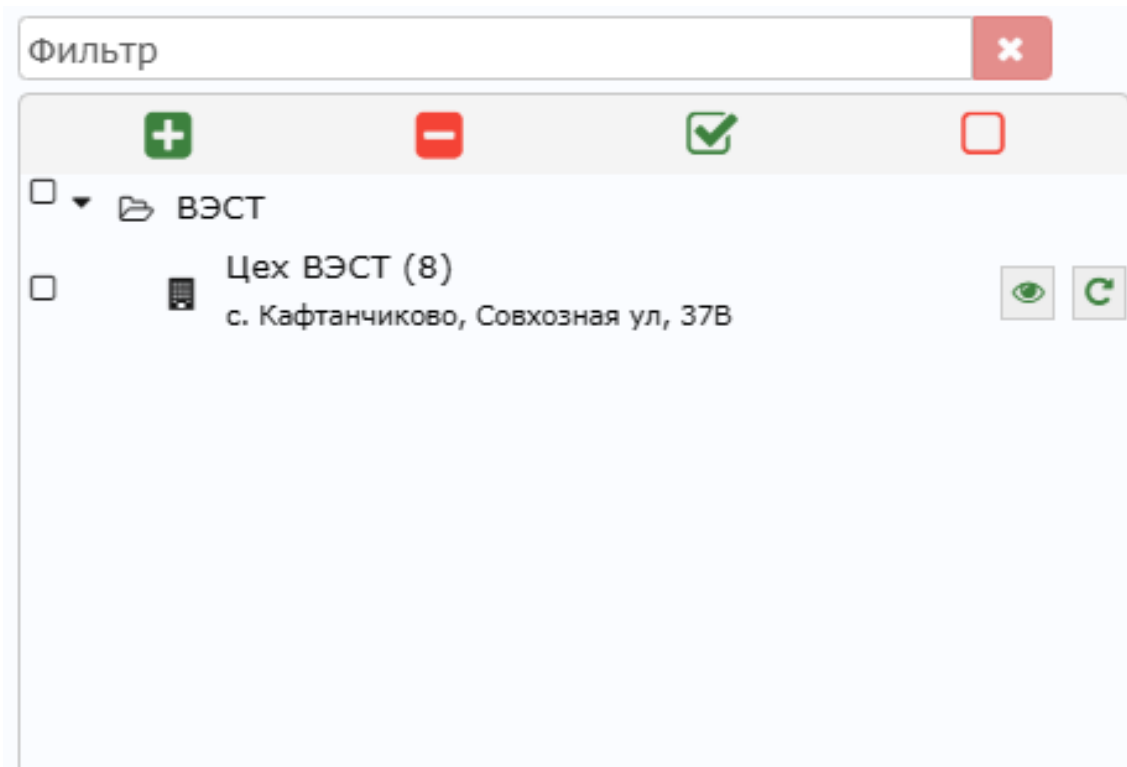 Фильтр
ВЭСТ
Цех ВЭСТ (8)
с. Кафтанчиково, Совхозная ул, 37В